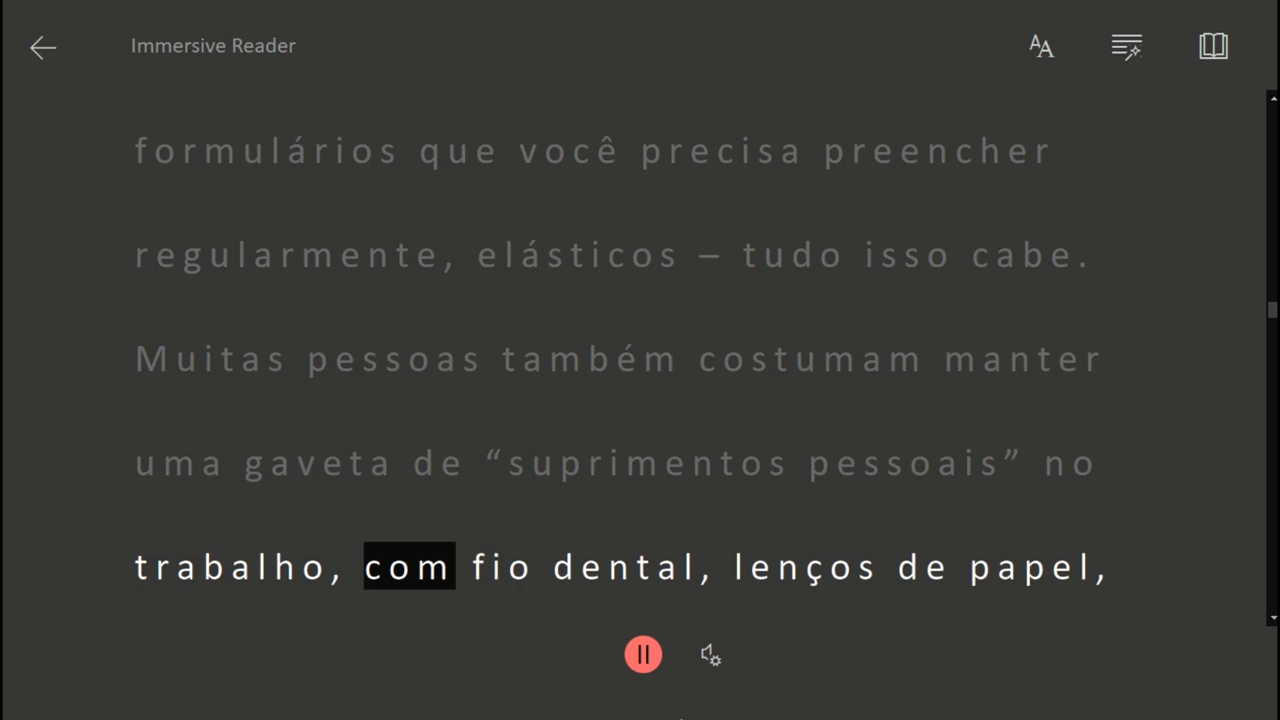 Immersive Reader
formulários que você precisa preencher
regularmente, elásticos – tudo isso cabe.
Muitas pessoas também costumam manter
uma gaveta de “suprimentos pessoais” no
trabalho, com fio dental, lenços de papel,